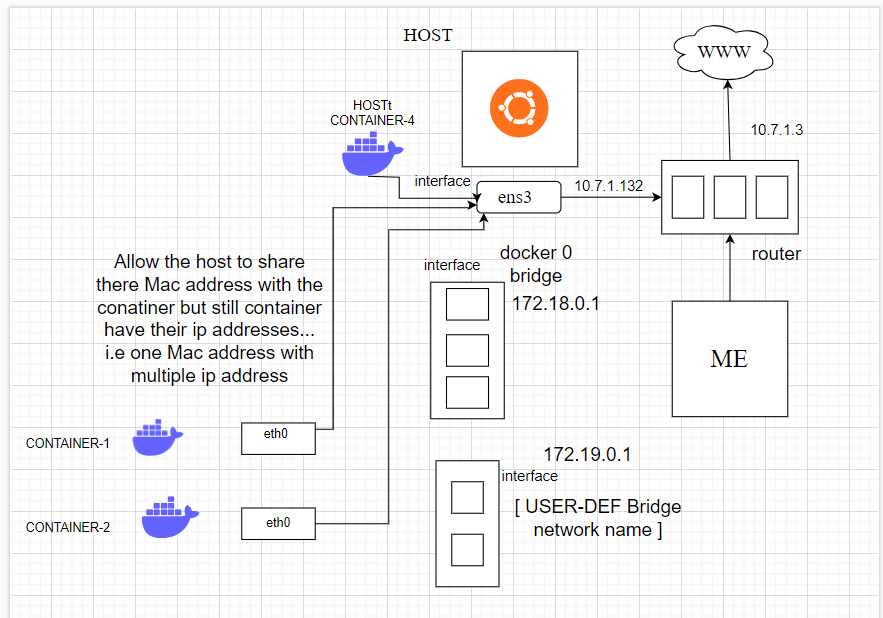 HOST
WWW
HOSTt
CONTAINER-4
10.7.1.3
interface
ens3
10.7.1.132
router
Allow the host to share
there Mac address with the
conatiner but still container
have their ip addresses...
i.e one Mac address with
multiple ip address
interface
docker 0
bridge
172.18.0.1
ME
CONTAINER-1
eth0
172.19.0.1
interface
[ USER-DEF Bridge
network name ]
CONTAINER-2
eth0